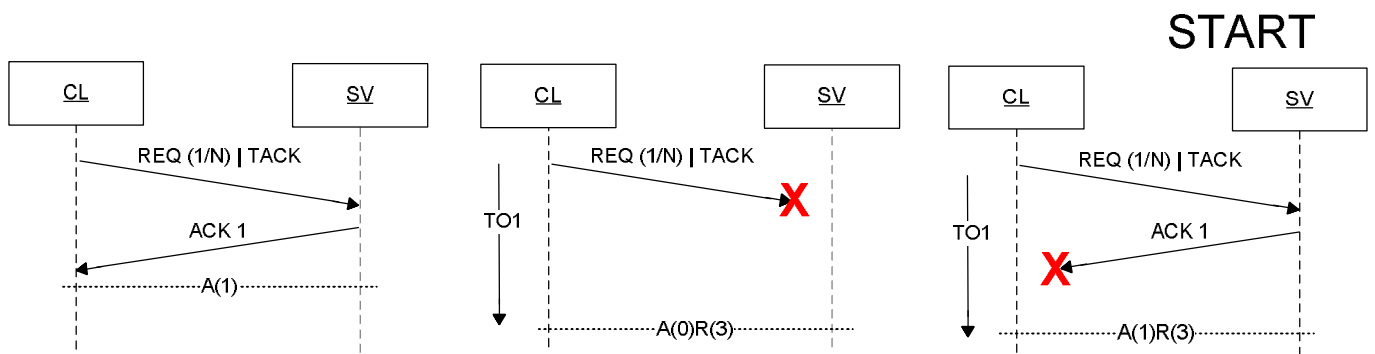 START
CL
SV
REQ (1/N) | TACK
ACK 1
A(1)
CL
SV
REQ (1/N) | TACK
X
TO1
A(0)R(3)
CL
SV
REQ (1/N) | TACK
TO1
ACK 1
X
A(1)R(3)